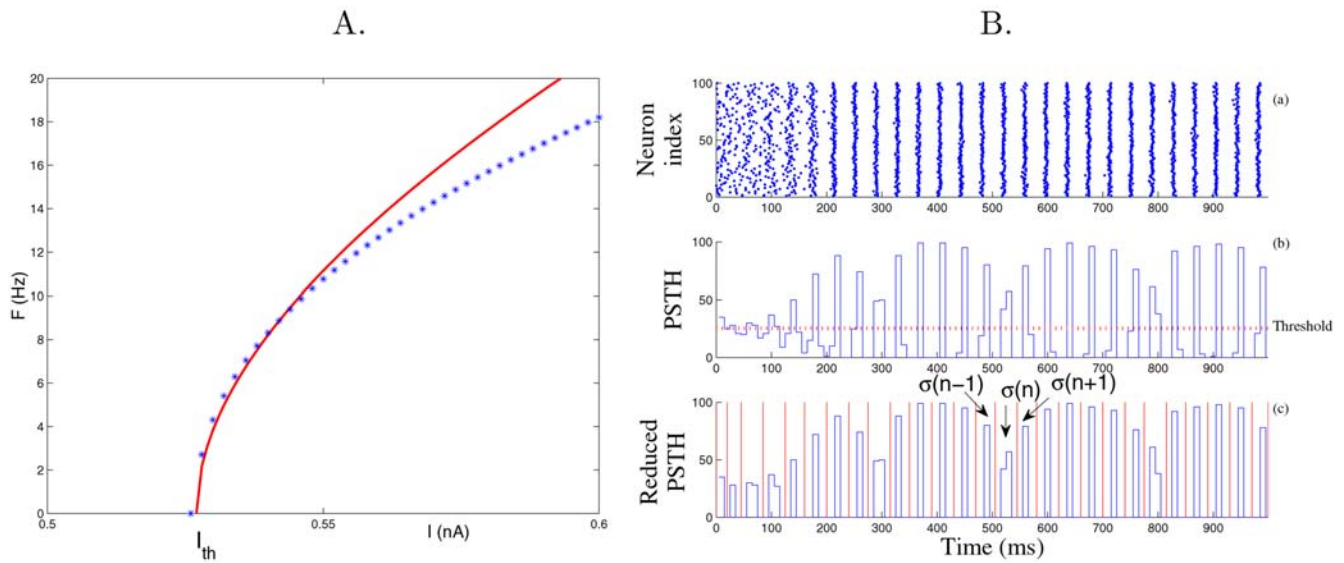 A.
B.
20
18
16
14
12
10
8
6
4
2
0
F (Hz)
0.5
0.55
0.6
I (nA)
I_th
Neuron index
100
50
0
0 100 200 300 400 500 600 700 800 900
(a)
PSTH
100
50
0
0 100 200 300 400 500 600 700 800 900
(b)
Threshold
σ(n−1)
σ(n)
σ(n+1)
Reduced PSTH
100
50
0
0 100 200 300 400 500 600 700 800 900
(c)
Time (ms)